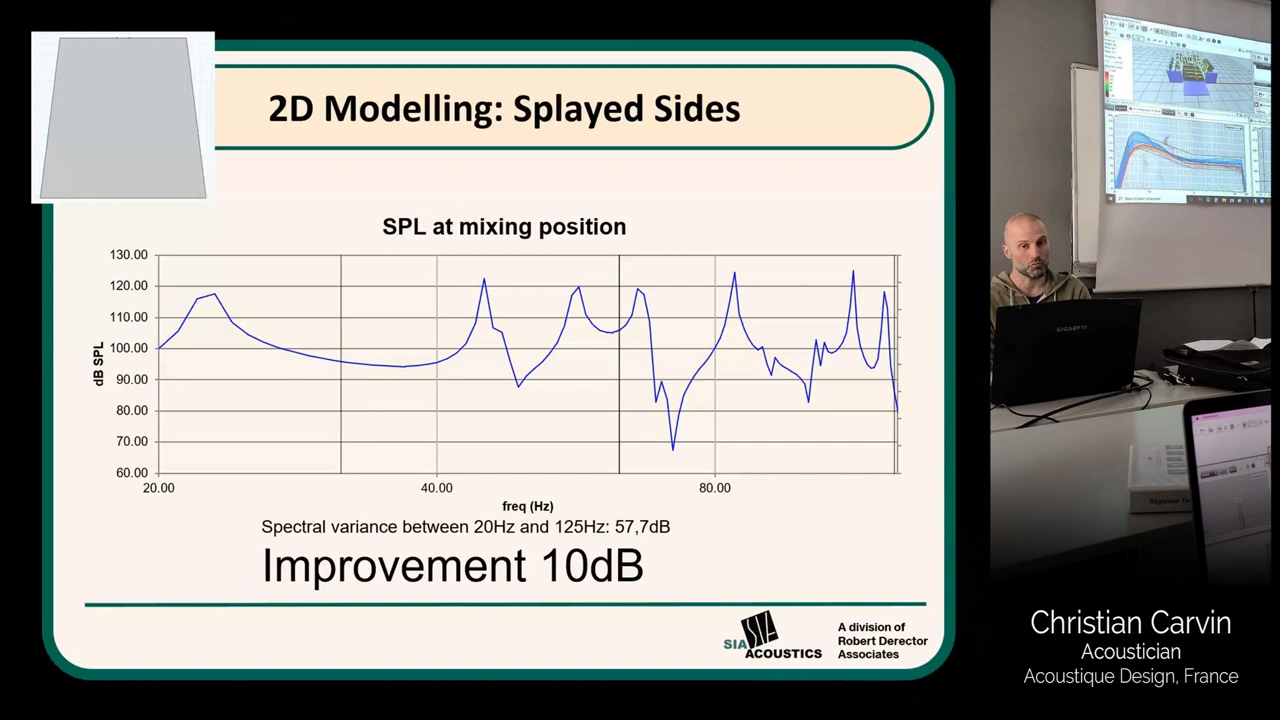 2D Modelling: Splayed Sides
SPL at mixing position
130.00
120.00
110.00
100.00
90.00
80.00
70.00
60.00
dB SPL
20.00
40.00
80.00
freq (Hz)
Spectral variance between 20Hz and 125Hz: 57,7dB
Improvement 10dB
SIA
ACOUSTICS
A division of
Robert Derector
Associates
GIGABYTE
Christian Carvin
Acoustician
Acoustique Design, France